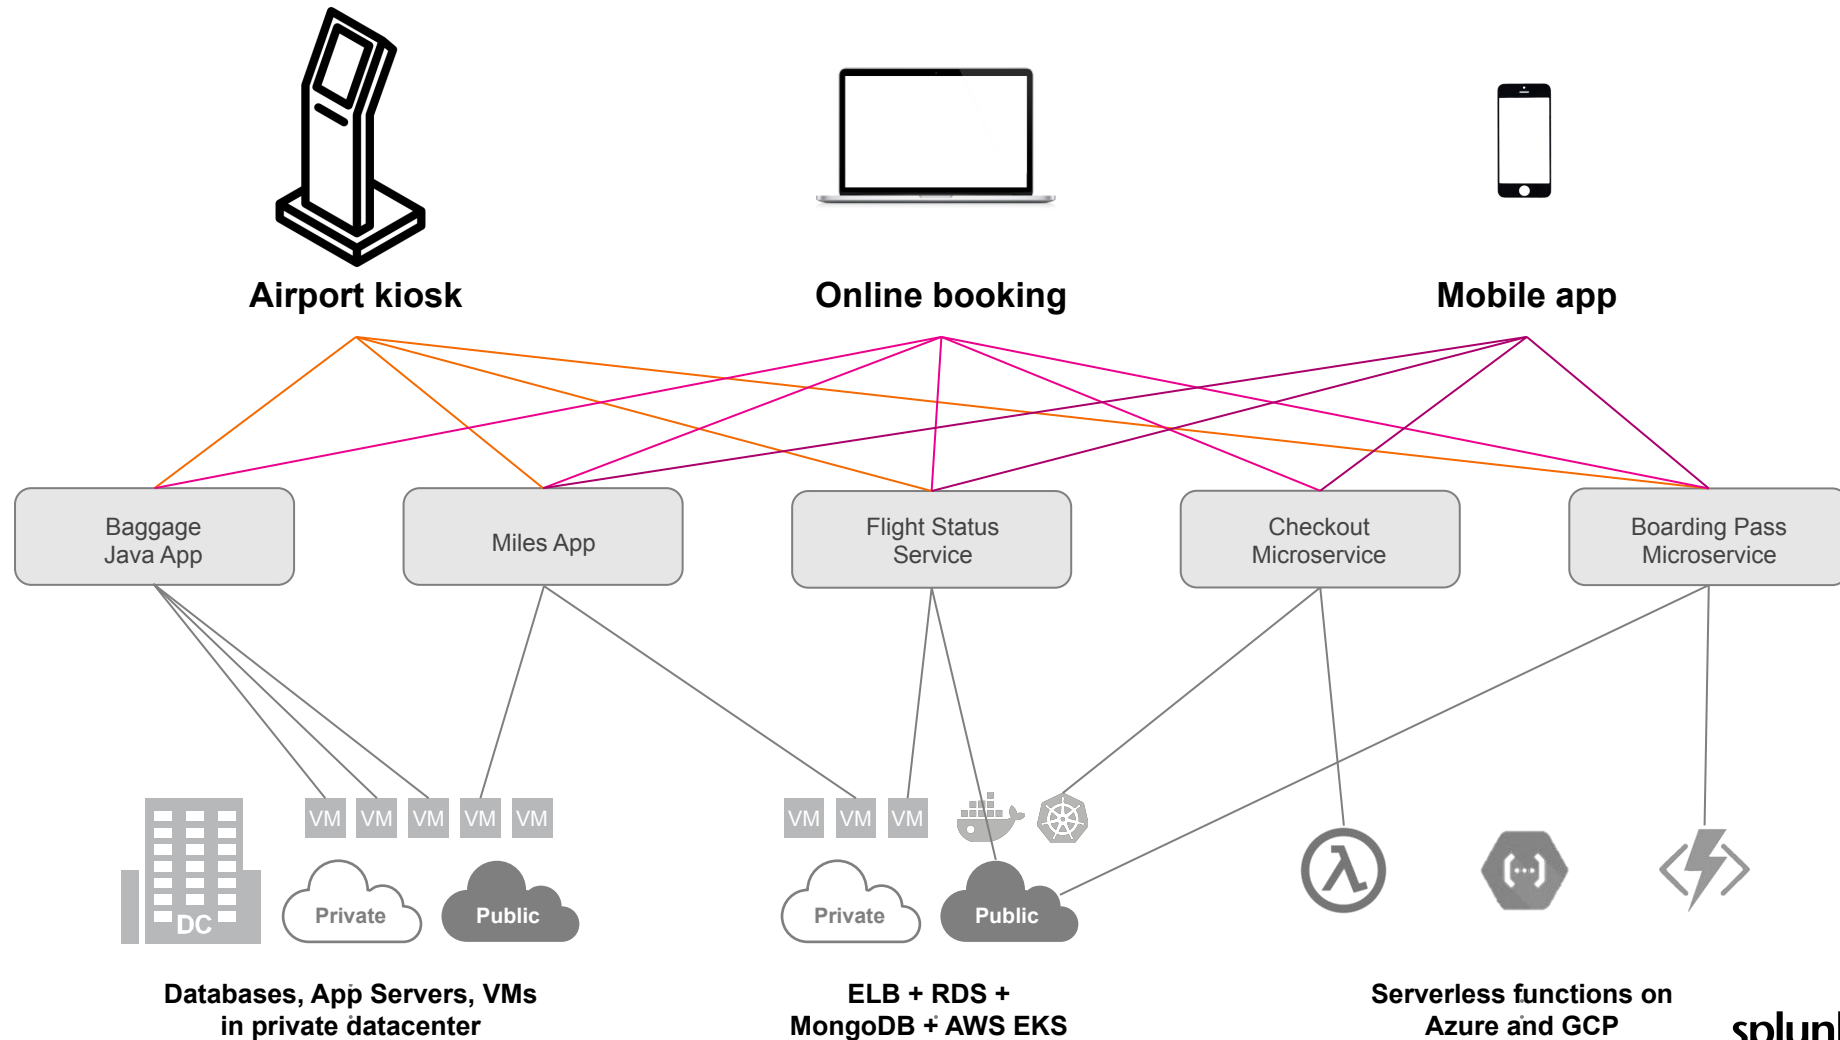 Airport kiosk
Online booking
Mobile app
Baggage
Java App
Miles App
Flight Status
Service
Checkout
Microservice
Boarding Pass
Microservice
VM VM VM VM VM
VM VM VM
DC
Private
Public
Private
Public
Databases, App Servers, VMs
in private datacenter
ELB + RDS +
MongoDB + AWS EKS
Serverless functions on
Azure and GCP